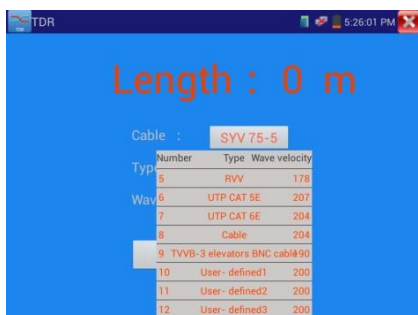 TDR 5:26:01 PM
Length : 0 m
Cable : SYV 75-5
Number Type Wave velocity
Typ
5 RVV 178
Wav 6 UTP CAT 5E 207
7 UTP CAT 6E 204
8 Cable 204
9 TVVB-3 elevators BNC cable 190
10 User- defined1 200
11 User- defined2 200
12 User- defined3 200